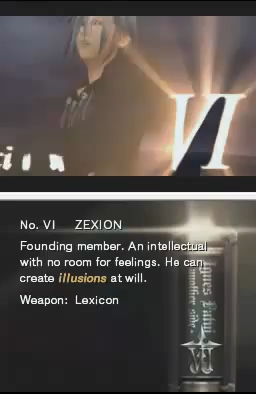 VI
No. VI ZEXION
Founding member. An intellectual
with no room for feelings. He can
create illusions at will.
Weapon: Lexicon